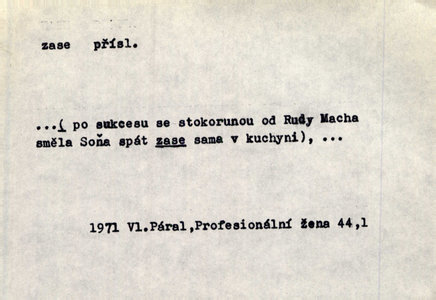 zase přísl.
...( po sukcesu se stokorunou od Rudy Macha
směla Soňa spát zase sama v kuchyni), ...
1971 Vl.Páral,Profesionální žena 44,1